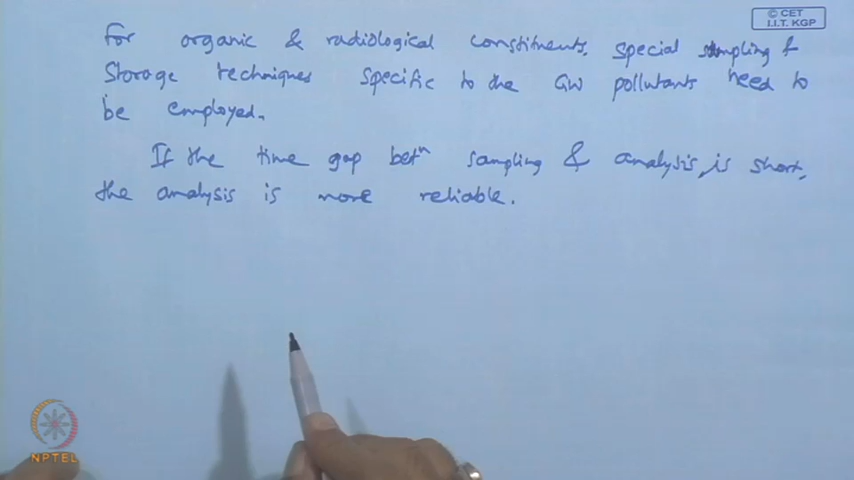 © CET
I.I.T. KGP
For organic & radiological constituents, special sampling &
storage techniques specific to the GW pollutants need to
be employed.
If the time gap betⁿ sampling & analysis, is short,
the analysis is more reliable.
NPTEL